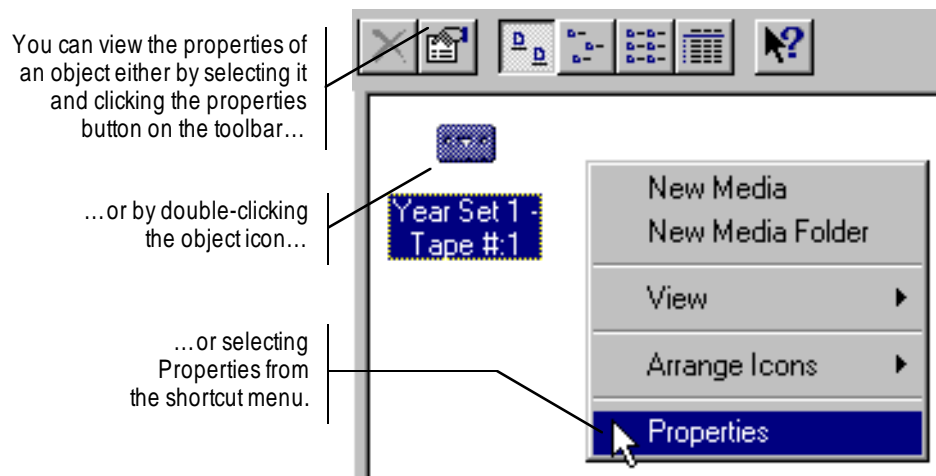 You can view the properties of
an object either by selecting it
and clicking the properties
button on the toolbar…
…or by double-clicking
the object icon…
…or selecting
Properties from
the shortcut menu.
Year Set 1 -
Tape #:1
New Media
New Media Folder
View
Arrange Icons
Properties